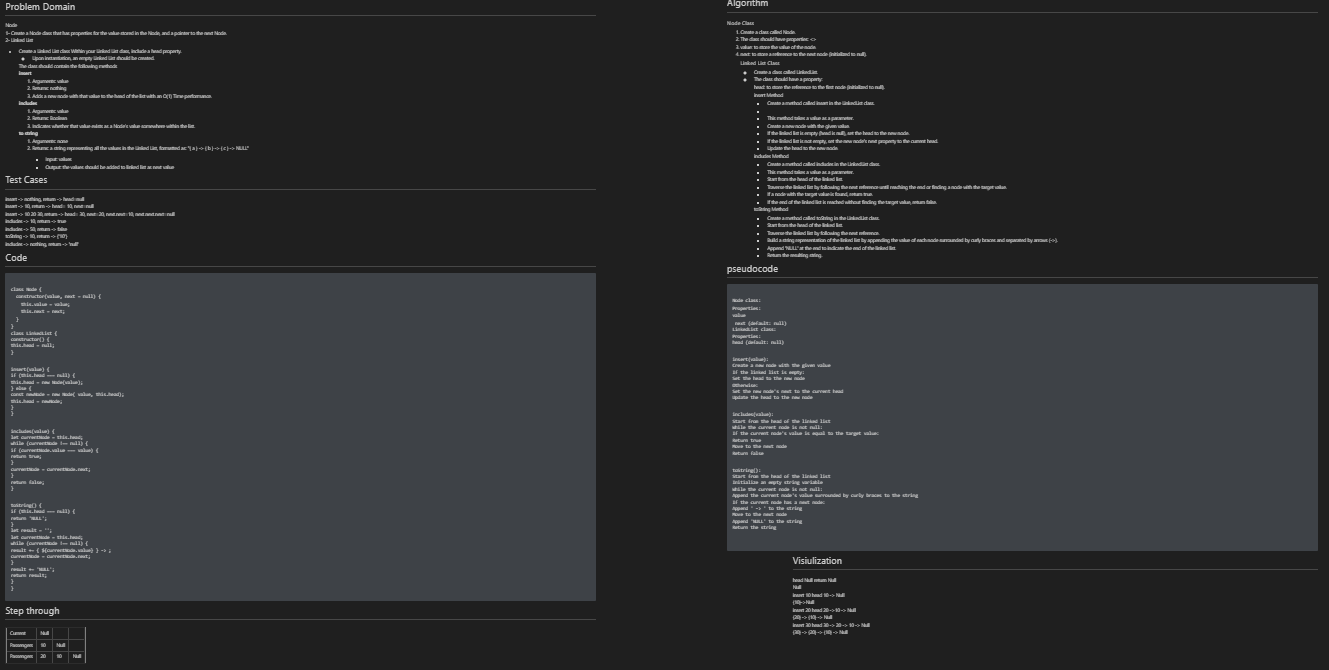 Problem Domain
Node
1- Create a Node class that has properties for the value stored in the Node, and a pointer to the next Node.
2- Linked List
Create a Linked List class Within your Linked List class, include a head property.
Upon instantiation, an empty Linked List should be created.
The class should contain the following methods
insert
1. Arguments: value
2. Returns: nothing
3. Adds a new node with that value to the head of the list with an O(1) Time performance.
includes
1. Arguments: value
2. Returns: Boolean
3. Indicates whether that value exists as a Node's value somewhere within the list.
to string
1. Arguments: none
2. Returns: a string representing all the values in the Linked List, formatted as: "{ a } -> { b } -> { c } -> NULL"
Input: values
Output: the values should be added to linked list as next value
Test Cases
insert -> nothing, return -> head: null
insert -> 10, return -> head: 10, next: null
insert -> 10 20 30, return -> head: 30, next: 20, next.next: 10, next.next.next: null
includes -> 10, return -> true
includes -> 50, return -> false
toString -> 10, return -> {'10'}
includes -> nothing, return -> 'null'
Code
class Node {
constructor(value, next = null) {
this.value = value;
this.next = next;
}
}
class LinkedList {
constructor() {
this.head = null;
}
insert(value) {
if (this.head === null) {
this.head = new Node(value);
} else {
const newNode = new Node( value, this.head);
this.head = newNode;
}
}
includes(value) {
let currentNode = this.head;
while (currentNode !== null) {
if (currentNode.value === value) {
return true;
}
currentNode = currentNode.next;
}
return false;
}
toString() {
if (this.head === null) {
return 'NULL';
}
let result = '';
let currentNode = this.head;
while (currentNode !== null) {
result += { ${currentNode.value} } -> ;
currentNode = currentNode.next;
}
result += 'NULL';
return result;
}
}
Step through
Current Null
Passengers 10 Null
Passengers 20 10 Null
Algorithm
Node Class
1. Create a class called Node.
2. The class should have properties: <>
3. value: to store the value of the node.
4. next: to store a reference to the next node (initialized to null).
Linked List Class
Create a class called LinkedList
The class should have a property:
head: to store the reference to the first node (initialized to null).
insert Method
Create a method called insert in the LinkedList class.
This method takes a value as a parameter.
Create a new node with the given value.
If the linked list is empty (head is null), set the head to the new node.
If the linked list is not empty, set the new node's next property to the current head.
Update the head to the new node.
includes Method
Create a method called includes in the LinkedList class.
This method takes a value as a parameter.
Start from the head of the linked list.
Traverse the linked list by following the next reference until reaching the end or finding a node with the target value.
If a node with the target value is found, return true.
If the end of the linked list is reached without finding the target value, return false.
toString Method
Create a method called toString in the LinkedList class.
Start from the head of the linked list.
Traverse the linked list by following the next reference.
Build a string representation of the linked list by appending the value of each node surrounded by curly braces and separated by arrows (->).
Append "NULL" at the end to indicate the end of the linked list.
Return the resulting string.
pseudocode
Node class:
Properties:
value
next (default: null)
LinkedList class:
Properties:
head (default: null)
insert(value):
Create a new node with the given value
If the linked list is empty:
Set the head to the new node
Otherwise:
Set the new node's next to the current head
Update the head to the new node
includes(value):
Start from the head of the linked list
While the current node is not null:
If the current node's value is equal to the target value:
Return true
Move to the next node
Return false
toString():
Start from the head of the linked list
Initialize an empty string variable
While the current node is not null:
Append the current node's value surrounded by curly braces to the string
If the current node has a next node:
Append ' -> ' to the string
Move to the next node
Append 'NULL' to the string
Return the string
Visiulization
head Null return Null
Null
insert 10 head 10 -> Null
{10}->Null
insert 20 head 20 ->10 -> Null
{20} -> {10} -> Null
insert 30 head 30 -> 20 -> 10 -> Null
{30} -> {20} -> {10} -> Null